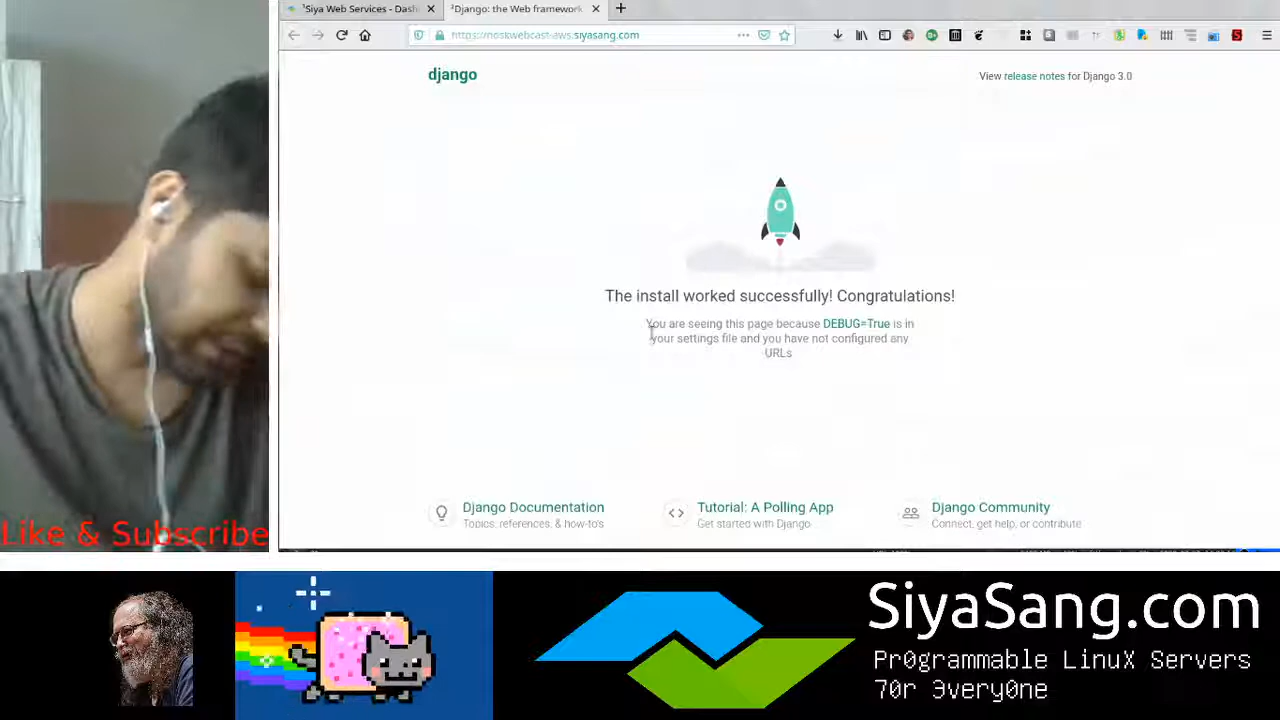 ¹Siya Web Services - Dash
²Django: the Web framework
https://noskwebcast-aws.siyasang.com
django
View release notes for Django 3.0
The install worked successfully! Congratulations!
You are seeing this page because DEBUG=True is in
your settings file and you have not configured any
URLs
Django Documentation
Topics, references, & how-to's
Tutorial: A Polling App
Get started with Django
Django Community
Connect, get help, or contribute
Like & Subscribe
SiyaSang.com
Pr0grammable LinuX Servers
70r 3very0ne